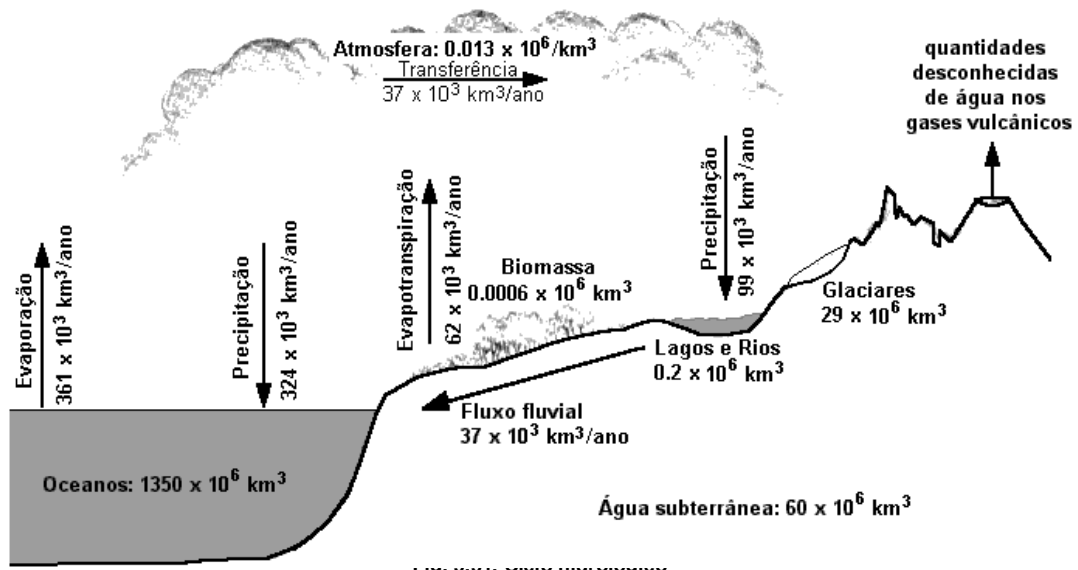 Atmosfera: 0.013 x 10⁶/km³
Transferência
37 x 10³ km³/ano
quantidades
desconhecidas
de água nos
gases vulcânicos
Evaporação
361 x 10³ km³/ano
Precipitação
324 x 10³ km³/ano
Evapotranspiração
62 x 10³ km³/ano
Biomassa
0.0006 x 10⁶ km³
Precipitação
99 x 10³ km³/ano
Glaciares
29 x 10⁶ km³
Lagos e Rios
0.2 x 10⁶ km³
Fluxo fluvial
37 x 10³ km³/ano
Oceanos: 1350 x 10⁶ km³
Água subterrânea: 60 x 10⁶ km³